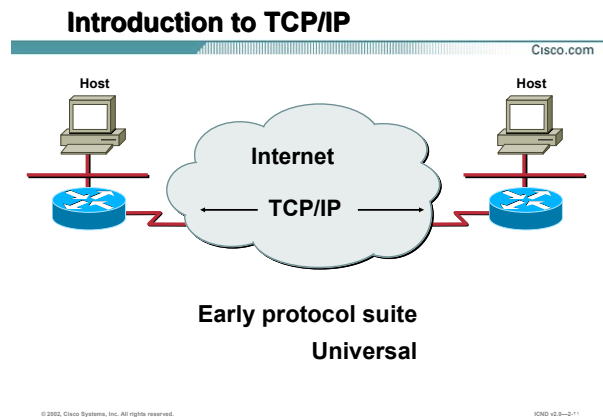 Introduction to TCP/IP
Cisco.com
Host
Host
Internet
TCP/IP
Early protocol suite
Universal
© 2002, Cisco Systems, Inc. All rights reserved.
ICND v2.0—2-